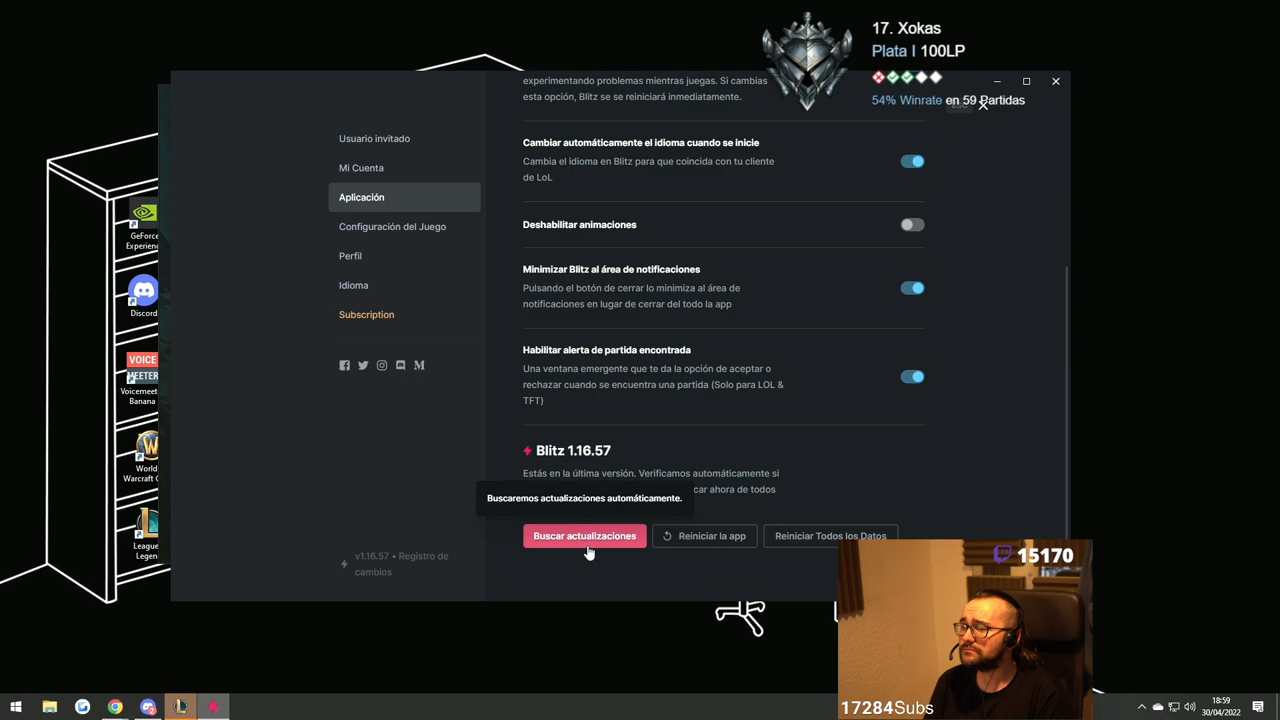 17. Xokas
Plata I 100LP
54% Winrate en 59 Partidas
experimentando problemas mientras juegas. Si cambias
esta opción, Blitz se se reiniciará inmediatamente.
Usuario invitado
Mi Cuenta
Aplicación
Configuración del Juego
Perfil
Idioma
Subscription
Cambiar automáticamente el idioma cuando se inicie
Cambia el idioma en Blitz para que coincida con tu cliente
de LoL
Deshabilitar animaciones
Minimizar Blitz al área de notificaciones
Pulsando el botón de cerrar lo minimiza al área de
notificaciones en lugar de cerrar del todo la app
Habilitar alerta de partida encontrada
Una ventana emergente que te da la opción de aceptar o
rechazar cuando se encuentra una partida (Solo para LOL &
TFT)
Blitz 1.16.57
Estás en la última versión. Verificamos automáticamente si
car ahora de todos
Buscaremos actualizaciones automáticamente.
Buscar actualizaciones
Reiniciar la app
Reiniciar Todos los Datos
v1.16.57 • Registro de
cambios
GeForce
Experienc
Discord
VOICE
MEETER
Voicemeet
Banana
World
Warcraft C
League
Legend
15170
17284Subs
18:59
30/04/2022